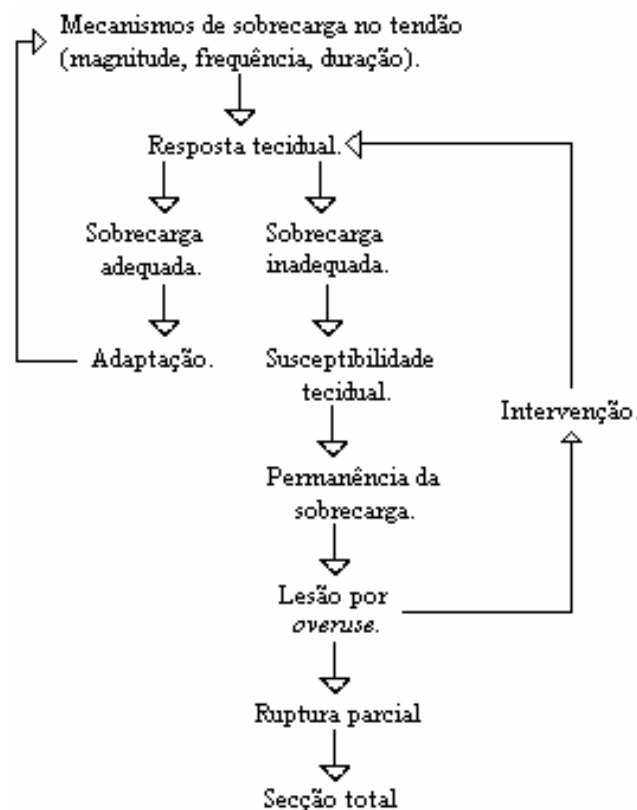 Mecanismos de sobrecarga no tendão
(magnitude, frequência, duração).
Resposta tecidual.
Sobrecarga
adequada.
Sobrecarga
inadequada.
Adaptação.
Susceptibilidade
tecidual.
Intervenção.
Permanência da
sobrecarga.
Lesão por
overuse.
Ruptura parcial
Secção total